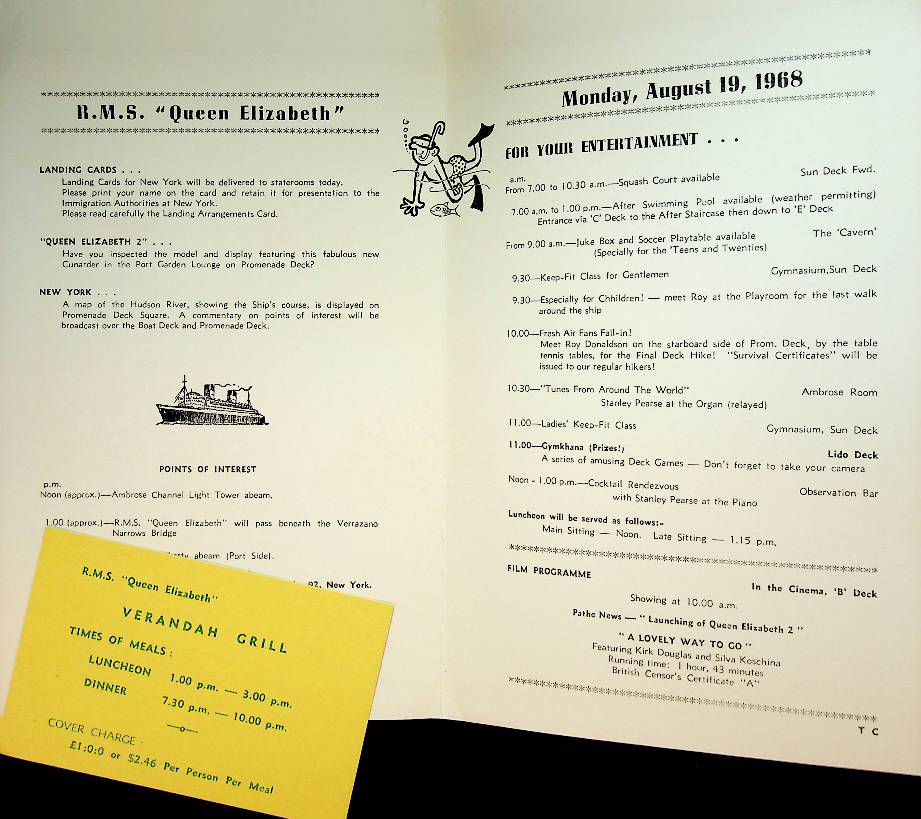 R.M.S. "Queen Elizabeth"
LANDING CARDS . . .
Landing Cards for New York will be delivered to staterooms today.
Please print your name on the card and retain it for presentation to the
Immigration Authorities at New York.
Please read carefully the Landing Arrangements Card.
"QUEEN ELIZABETH 2" . . .
Have you inspected the model and display featuring this fabulous new
Cunarder in the Port Garden Lounge on Promenade Deck?
NEW YORK . . .
A map of the Hudson River, showing the Ship's course, is displayed on
Promenade Deck Square. A commentary on points of interest will be
broadcast over the Boat Deck and Promenade Deck.
POINTS OF INTEREST
p.m.
Noon (approx.)—Ambrose Channel Light Tower abeam.
1.00 (approx.)—R.M.S. "Queen Elizabeth" will pass beneath the Verrazano
Narrows Bridge
abeam (Port Side).
92, New York.
R.M.S. "Queen Elizabeth"
VERANDAH GRILL
TIMES OF MEALS :
LUNCHEON 1.00 p.m. — 3.00 p.m.
DINNER 7.30 p.m. — 10.00 p.m.
—o—
COVER CHARGE :
£1:0:0 or $2.46 Per Person Per Meal
Monday, August 19, 1968
FOR YOUR ENTERTAINMENT . . .
a.m.
From 7.00 to 10.30 a.m.—Squash Court available Sun Deck Fwd.
7.00 a.m. to 1.00 p.m.—After Swimming Pool available (weather permitting)
Entrance via 'C' Deck to the After Staircase then down to 'E' Deck
From 9.00 a.m.—Juke Box and Soccer Playtable available The 'Cavern'
(Specially for the 'Teens and Twenties)
9.30—Keep-Fit Class for Gentlemen Gymnasium,Sun Deck
9.30—Especially for Chhildren! — meet Roy at the Playroom for the last walk
around the ship
10.00—Fresh Air Fans Fall-in!
Meet Roy Donaldson on the starboard side of Prom. Deck, by the table
tennis tables, for the Final Deck Hike! "Survival Certificates" will be
issued to our regular hikers!
10.30—"Tunes From Around The World" Ambrose Room
Stanley Pearse at the Organ (relayed)
11.00—Ladies' Keep-Fit Class Gymnasium, Sun Deck
11.00—Gymkhana (Prizes!) Lido Deck
A series of amusing Deck Games — Don't forget to take your camera
Noon - 1.00 p.m.—Cocktail Rendezvous Observation Bar
with Stanley Pearse at the Piano
Luncheon will be served as follows:-
Main Sitting — Noon. Late Sitting — 1.15 p.m.
FILM PROGRAMME In the Cinema, 'B' Deck
Showing at 10.00 a.m.
Pathe News — " Launching of Queen Elizabeth 2 "
" A LOVELY WAY TO GO "
Featuring Kirk Douglas and Silva Koschina
Running time: 1 hour, 43 minutes
British Censor's Certificate "A"
T C